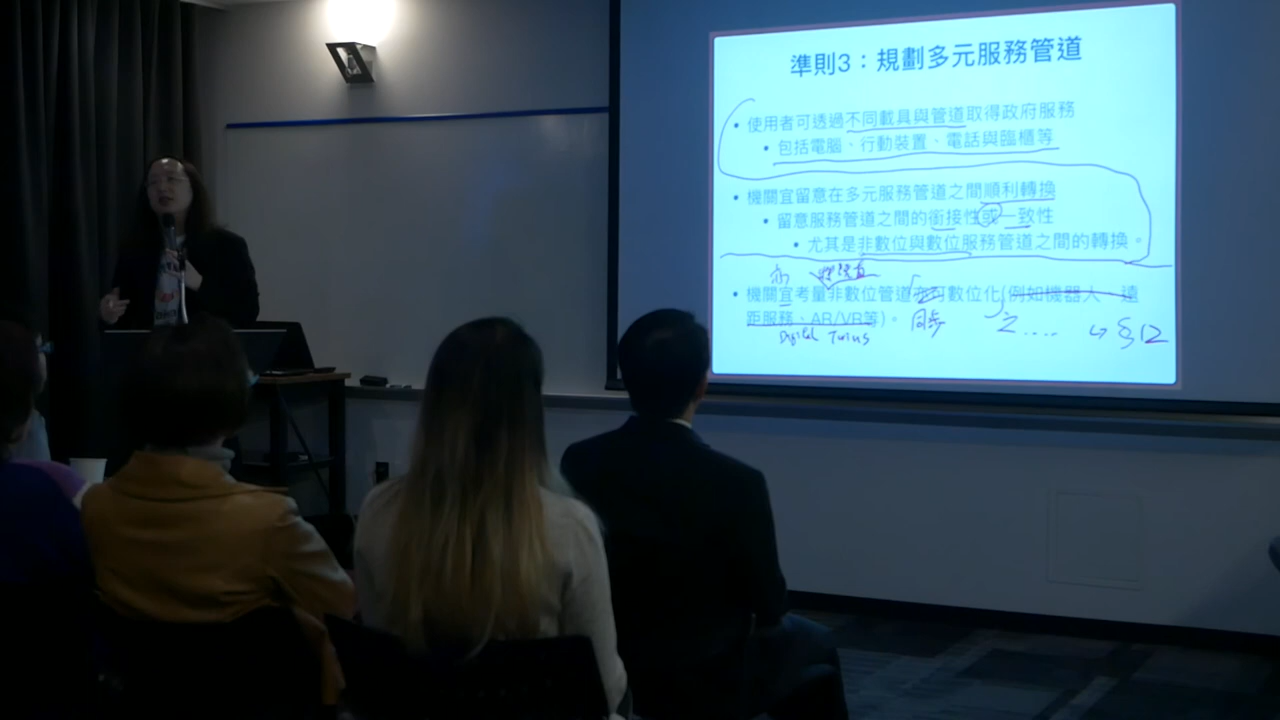 準則3：規劃多元服務管道
• 使用者可透過不同載具與管道取得政府服務
• 包括電腦、行動裝置、電話與臨櫃等
• 機關宜留意在多元服務管道之間順利轉換
• 留意服務管道之間的銜接性或一致性
• 尤其是非數位與數位服務管道之間的轉換。
• 機關宜考量非數位管道亦可數位化(例如機器人、遠
距服務、AR/VR等)。
同步
Digital Twins
之.... ↳ §12